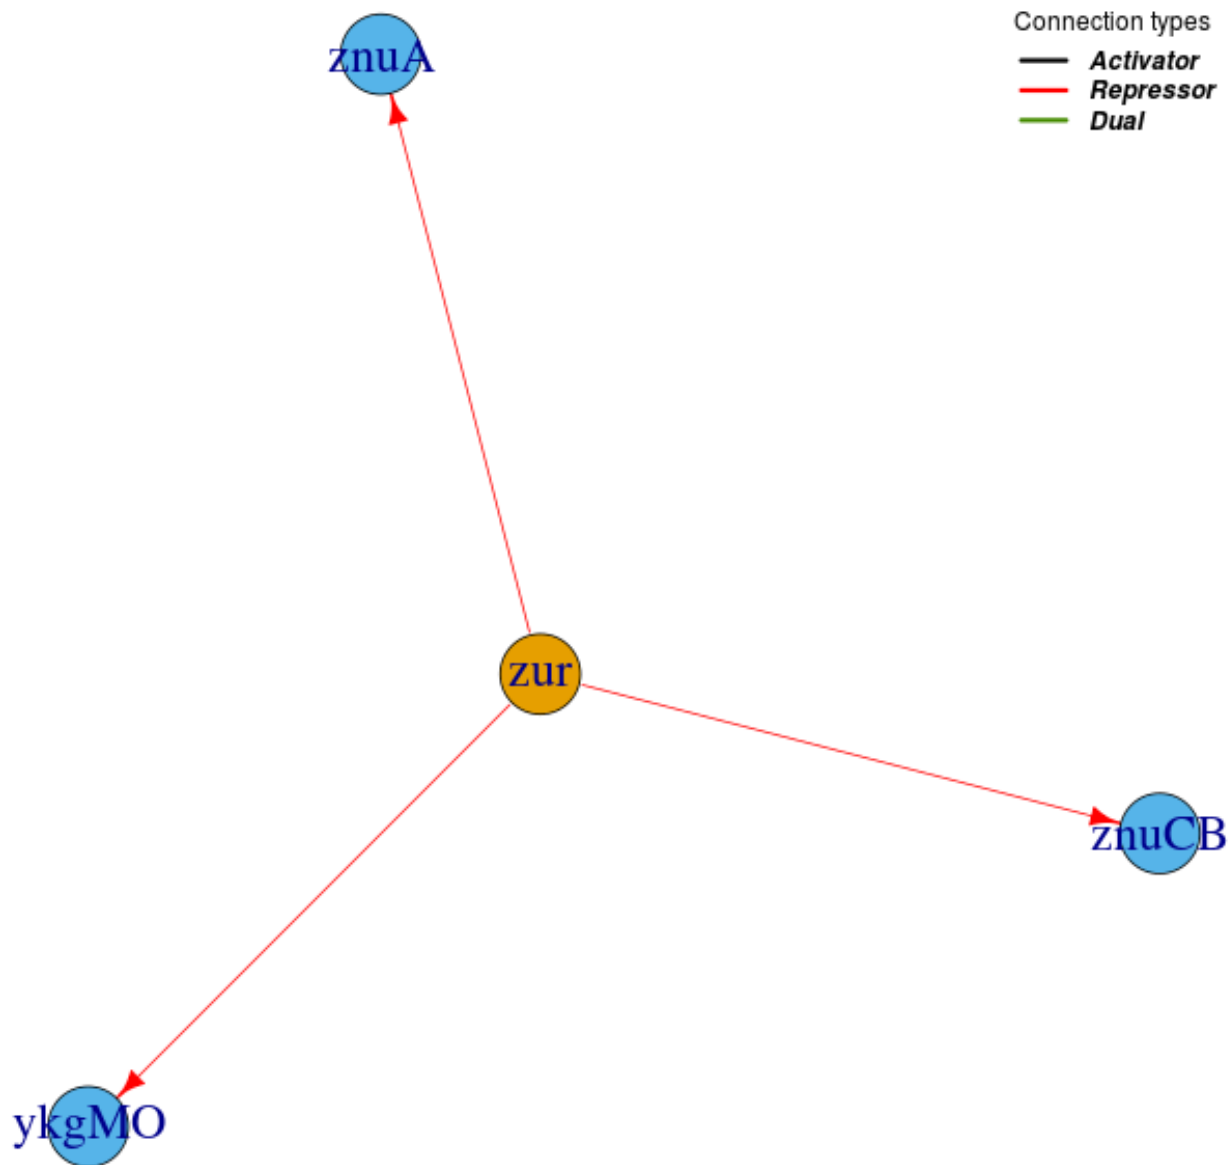 znuA
Connection types
Activator
Repressor
Dual
zur
znuCB
ykgMO